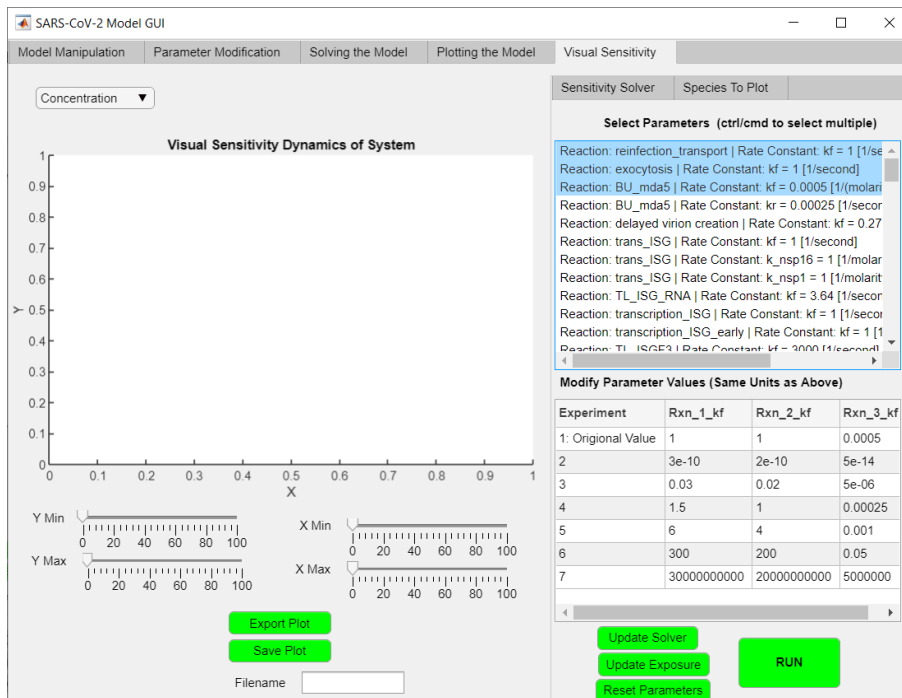 SARS-CoV-2 Model GUI
Model Manipulation Parameter Modification Solving the Model Plotting the Model Visual Sensitivity
Concentration
Visual Sensitivity Dynamics of System
1
0.9
0.8
0.7
0.6
0.5
0.4
0.3
0.2
0.1
0
Y
0 0.1 0.2 0.3 0.4 0.5 0.6 0.7 0.8 0.9 1
X
Y Min
0 20 40 60 80 100
Y Max
0 20 40 60 80 100
X Min
0 20 40 60 80 100
X Max
0 20 40 60 80 100
Export Plot
Save Plot
Filename
Sensitivity Solver Species To Plot
Select Parameters (ctrl/cmd to select multiple)
Reaction: reinfection_transport | Rate Constant: kf = 1 [1/se
Reaction: exocytosis | Rate Constant: kf = 1 [1/second]
Reaction: BU_mda5 | Rate Constant: kf = 0.0005 [1/(molari
Reaction: BU_mda5 | Rate Constant: kr = 0.00025 [1/secon
Reaction: delayed virion creation | Rate Constant: kf = 0.27
Reaction: trans_ISG | Rate Constant: kf = 1 [1/second]
Reaction: trans_ISG | Rate Constant: k_nsp16 = 1 [1/molar
Reaction: trans_ISG | Rate Constant: k_nsp1 = 1 [1/molarit
Reaction: TL_ISG_RNA | Rate Constant: kf = 3.64 [1/secon
Reaction: transcription_ISG | Rate Constant: kf = 1 [1/secon
Reaction: transcription_ISG_early | Rate Constant: kf = 1 [1
Reaction: TL_ISGF3 | Rate Constant: kf = 3000 [1/second]
Modify Parameter Values (Same Units as Above)
Experiment Rxn_1_kf Rxn_2_kf Rxn_3_kf
1: Origional Value 1 1 0.0005
2 3e-10 2e-10 5e-14
3 0.03 0.02 5e-06
4 1.5 1 0.00025
5 6 4 0.001
6 300 200 0.05
7 30000000000 20000000000 5000000
Update Solver
Update Exposure
Reset Parameters
RUN